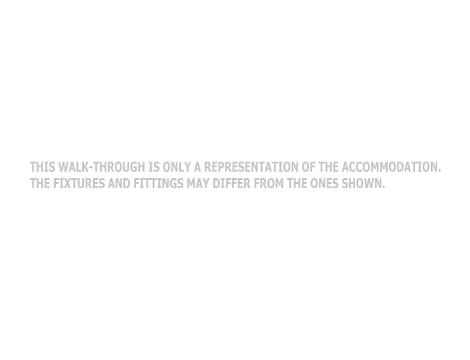 THIS WALK-THROUGH IS ONLY A REPRESENTATION OF THE ACCOMMODATION.
THE FIXTURES AND FITTINGS MAY DIFFER FROM THE ONES SHOWN.